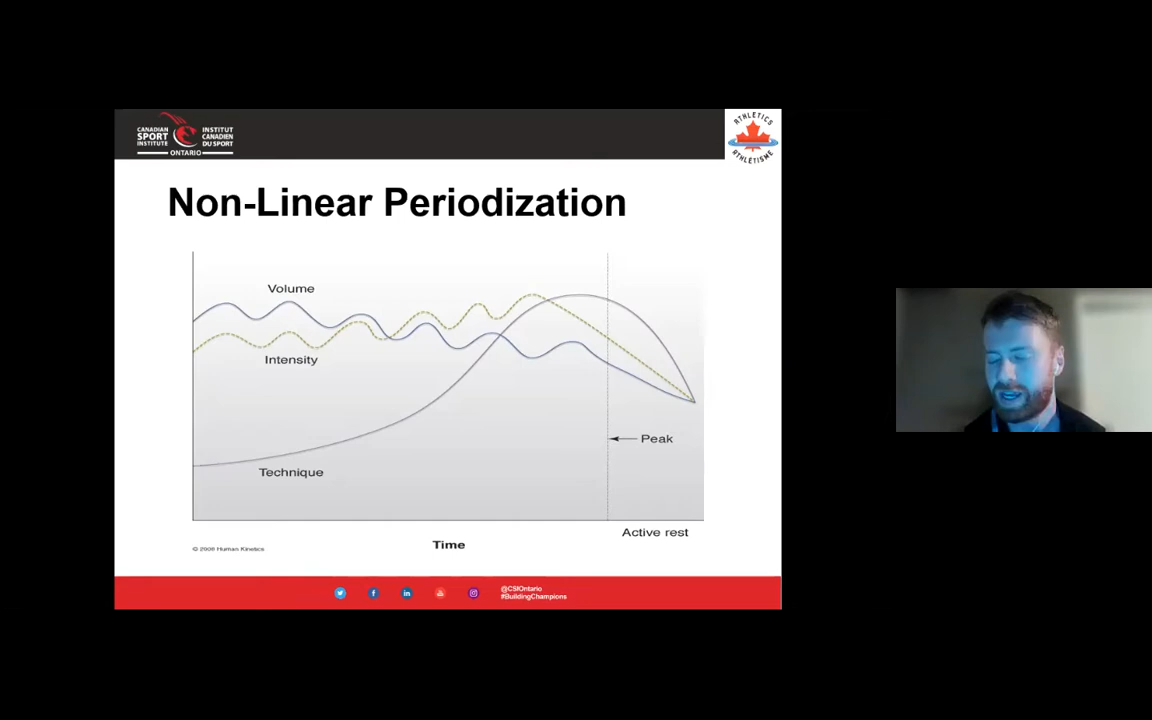 CANADIAN
SPORT
INSTITUTE
INSTITUT
CANADIEN
DU SPORT
ONTARIO
ATHLETICS
ATHLÉTISME
Non-Linear Periodization
Volume
Intensity
Technique
Peak
Active rest
Time
© 2006 Human Kinetics
@CSIOntario
#BuildingChampions